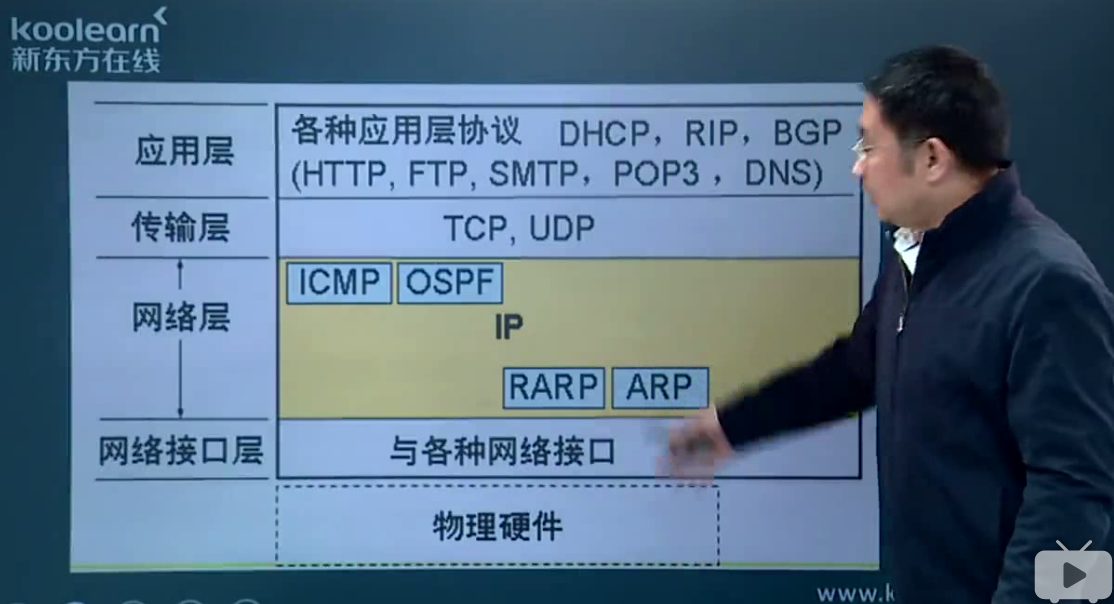 koolearn
新东方在线
应用层
各种应用层协议 DHCP，RIP，BGP
(HTTP, FTP, SMTP，POP3 ，DNS)
传输层
TCP, UDP
网络层
ICMP OSPF
IP
RARP ARP
网络接口层
与各种网络接口
物理硬件
www.k